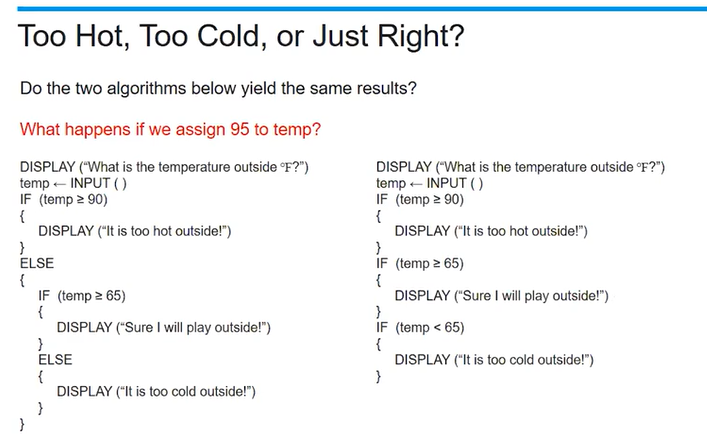 Too Hot, Too Cold, or Just Right?
Do the two algorithms below yield the same results?
What happens if we assign 95 to temp?
DISPLAY (“What is the temperature outside °F?”)
temp ← INPUT ( )
IF (temp ≥ 90)
{
DISPLAY (“It is too hot outside!”)
}
ELSE
{
IF (temp ≥ 65)
{
DISPLAY (“Sure I will play outside!”)
}
ELSE
{
DISPLAY (“It is too cold outside!”)
}
}
DISPLAY (“What is the temperature outside °F?”)
temp ← INPUT ( )
IF (temp ≥ 90)
{
DISPLAY (“It is too hot outside!”)
}
IF (temp ≥ 65)
{
DISPLAY (“Sure I will play outside!”)
}
IF (temp < 65)
{
DISPLAY (“It is too cold outside!”)
}